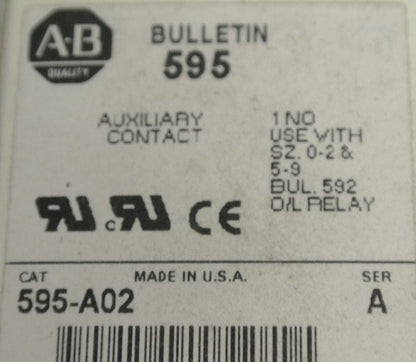 A-B
QUALITY
BULLETIN
595
AUXILIARY
CONTACT
1 NO
USE WITH
SZ. 0-2 &
5-9
BUL. 592
O/L RELAY
CE
CAT
MADE IN U.S.A.
SER
595-A02
A